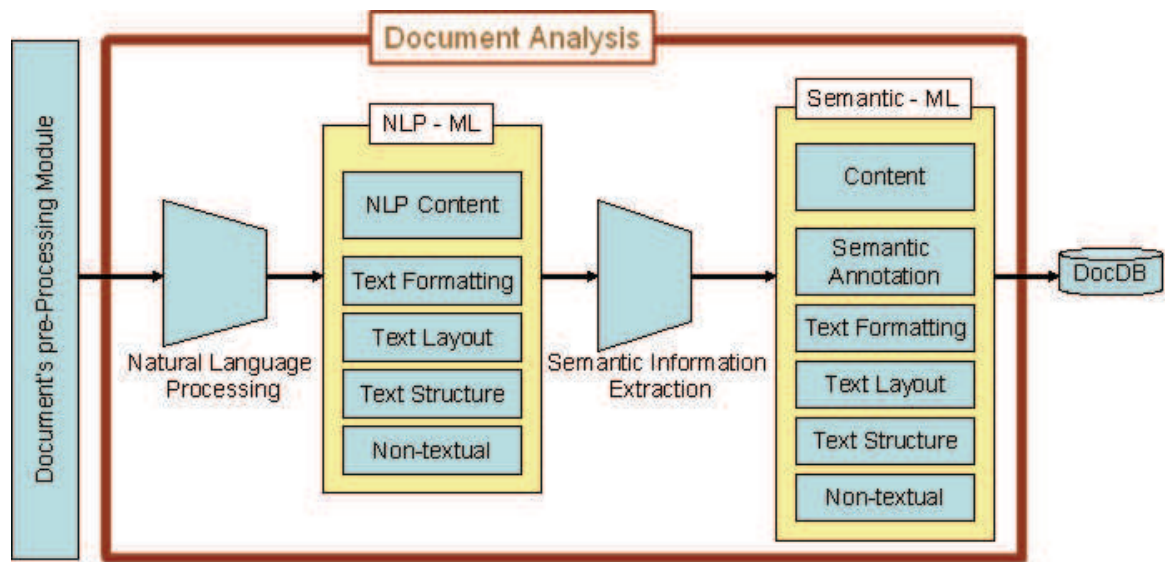 Document Analysis
Document's pre-Processing Module
Natural Language
Processing
NLP - ML
NLP Content
Text Formatting
Text Layout
Text Structure
Non-textual
Semantic Information
Extraction
Semantic - ML
Content
Semantic
Annotation
Text Formatting
Text Layout
Text Structure
Non-textual
DocDB